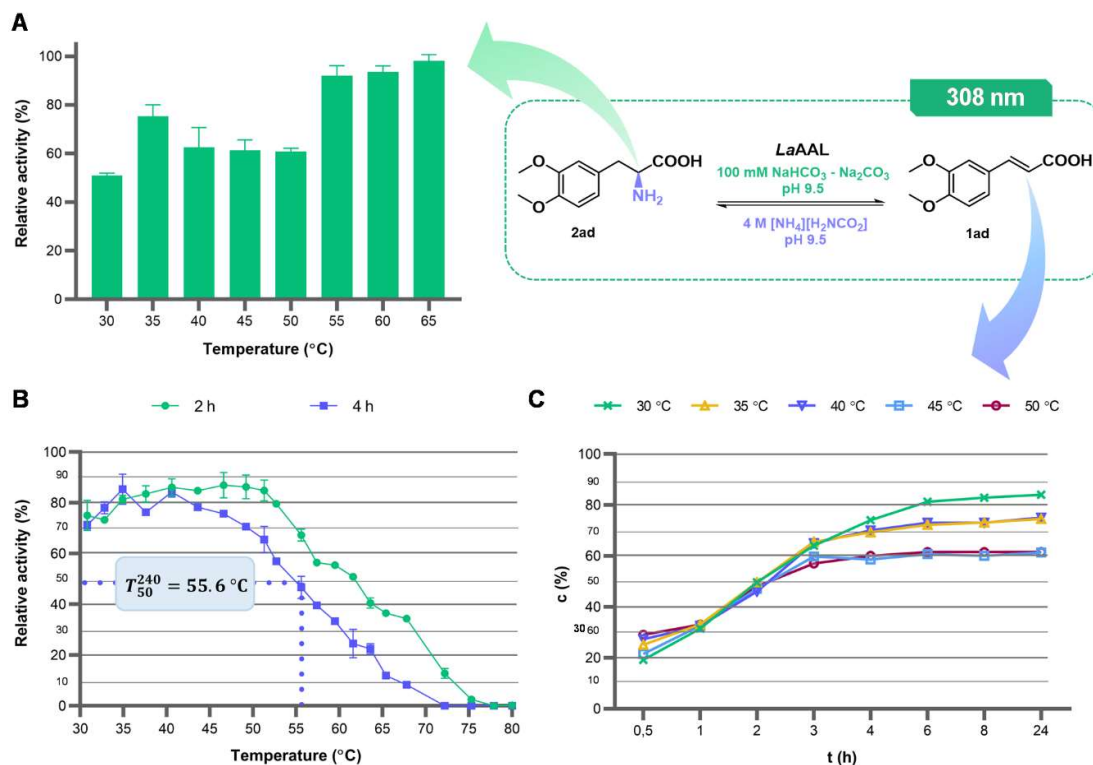 A
Relative activity (%)
100
80
60
40
20
0
30 35 40 45 50 55 60 65
Temperature (°C)
308 nm
COOH
O
O
NH₂
2ad
LaAAL
100 mM NaHCO₃ - Na₂CO₃
pH 9.5
4 M [NH₄][H₂NCO₂]
pH 9.5
O
O
COOH
1ad
B
2 h 4 h
Relative activity (%)
100
90
80
70
60
50
40
30
20
10
0
T₅₀²⁴⁰ = 55.6 °C
30 35 40 45 50 55 60 65 70 75 80
Temperature (°C)
C
30 °C 35 °C 40 °C 45 °C 50 °C
c (%)
100
90
80
70
60
50
40
30 60
20
10
0
0,5 1 2 3 4 6 8 24
t (h)